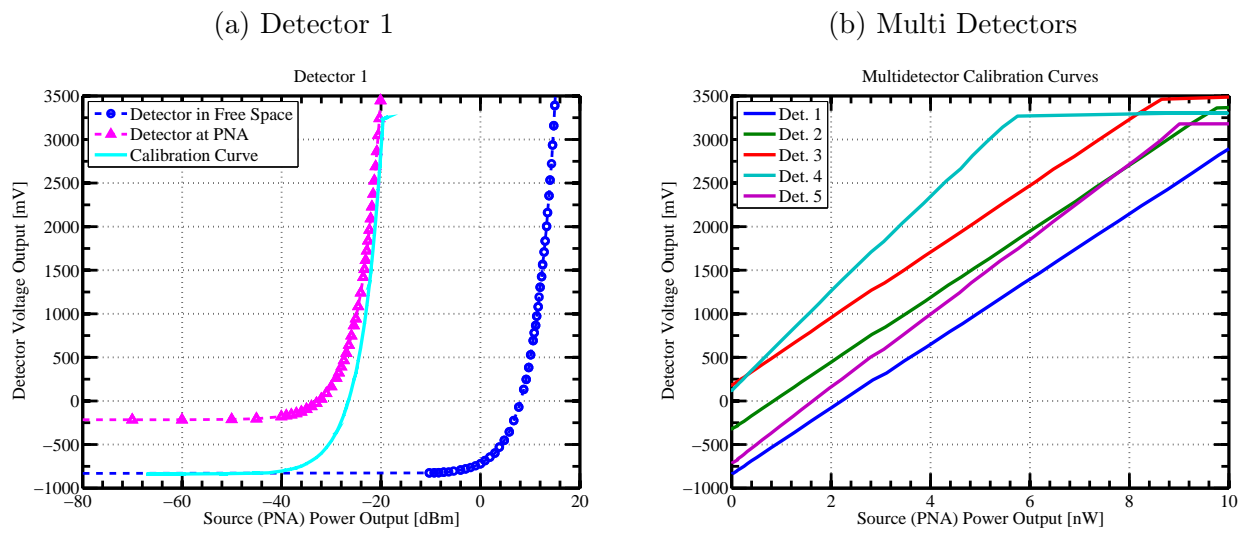 (a) Detector 1
Detector 1
3500
3000
2500
2000
1500
1000
500
0
−500
−1000
Detector Voltage Output [mV]
Detector in Free Space
Detector at PNA
Calibration Curve
−80 −60 −40 −20 0 20
Source (PNA) Power Output [dBm]
(b) Multi Detectors
Multidetector Calibration Curves
3500
3000
2500
2000
1500
1000
500
0
−500
−1000
Detector Voltage Output [mV]
Det. 1
Det. 2
Det. 3
Det. 4
Det. 5
0 2 4 6 8 10
Source (PNA) Power Output [nW]